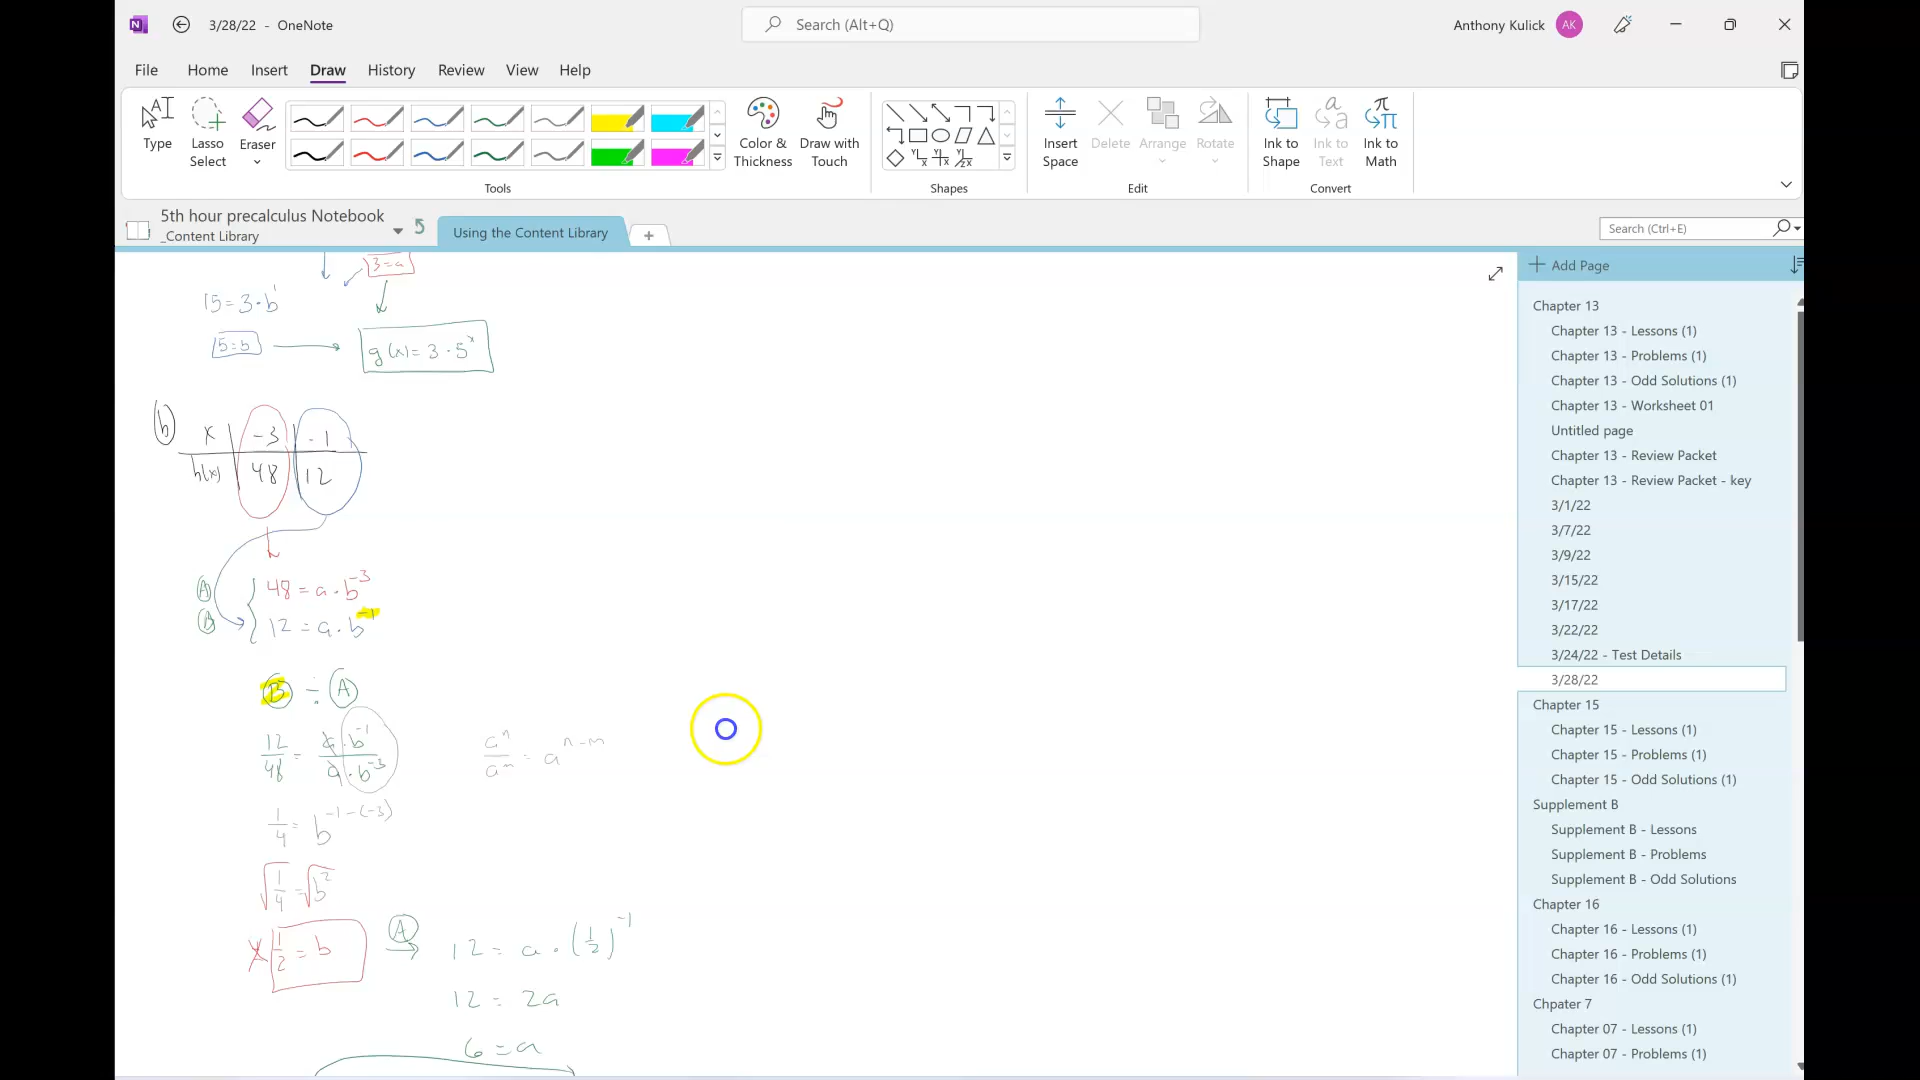 3/28/22 - OneNote
Search (Alt+Q)
Anthony Kulick AK
File Home Insert Draw History Review View Help
Type
Lasso Select
Eraser
Color & Thickness
Draw with Touch
Insert Space
Delete
Arrange
Rotate
Ink to Shape
Ink to Text
Ink to Math
Tools
Shapes
Edit
Convert
5th hour precalculus Notebook
_Content Library
Using the Content Library
Search (Ctrl+E)
3=a
15=3·b^1
5=b
g(x)=3·5^x
(b)
x | -3 | -1
h(x) | 48 | 12
(A) 48 = a·b^-3
(B) 12 = a·b^-1
(B) ÷ (A)
12/48 = a·b^-1/a·b^-3
a^n/a^m = a^n-m
1/4 = b^-1-(-3)
√1/4 = √b^2
1/2 = b
(A) 12 = a·(1/2)^-1
12 = 2a
6 = a
Add Page
Chapter 13
Chapter 13 - Lessons (1)
Chapter 13 - Problems (1)
Chapter 13 - Odd Solutions (1)
Chapter 13 - Worksheet 01
Untitled page
Chapter 13 - Review Packet
Chapter 13 - Review Packet - key
3/1/22
3/7/22
3/9/22
3/15/22
3/17/22
3/22/22
3/24/22 - Test Details
3/28/22
Chapter 15
Chapter 15 - Lessons (1)
Chapter 15 - Problems (1)
Chapter 15 - Odd Solutions (1)
Supplement B
Supplement B - Lessons
Supplement B - Problems
Supplement B - Odd Solutions
Chapter 16
Chapter 16 - Lessons (1)
Chapter 16 - Problems (1)
Chapter 16 - Odd Solutions (1)
Chpater 7
Chapter 07 - Lessons (1)
Chapter 07 - Problems (1)